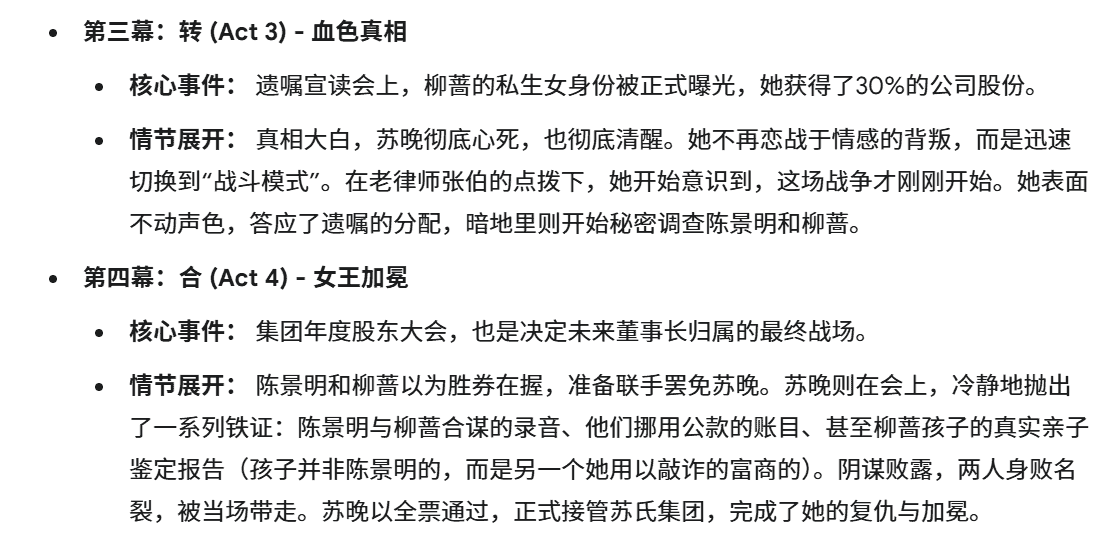 • 第三幕：转 (Act 3) - 血色真相
• 核心事件： 遗嘱宣读会上，柳蔷的私生女身份被正式曝光，她获得了30%的公司股份。
• 情节展开： 真相大白，苏晚彻底心死，也彻底清醒。她不再恋战于情感的背叛，而是迅速
切换到“战斗模式”。在老律师张伯的点拨下，她开始意识到，这场战争才刚刚开始。她表面
不动声色，答应了遗嘱的分配，暗地里则开始秘密调查陈景明和柳蔷。
• 第四幕：合 (Act 4) - 女王加冕
• 核心事件： 集团年度股东大会，也是决定未来董事长归属的最终战场。
• 情节展开： 陈景明和柳蔷以为胜券在握，准备联手罢免苏晚。苏晚则在会上，冷静地抛出
了一系列铁证：陈景明与柳蔷合谋的录音、他们挪用公款的账目、甚至柳蔷孩子的真实亲子
鉴定报告（孩子并非陈景明的，而是另一个她用以敲诈的富商的）。阴谋败露，两人身败名
裂，被当场带走。苏晚以全票通过，正式接管苏氏集团，完成了她的复仇与加冕。